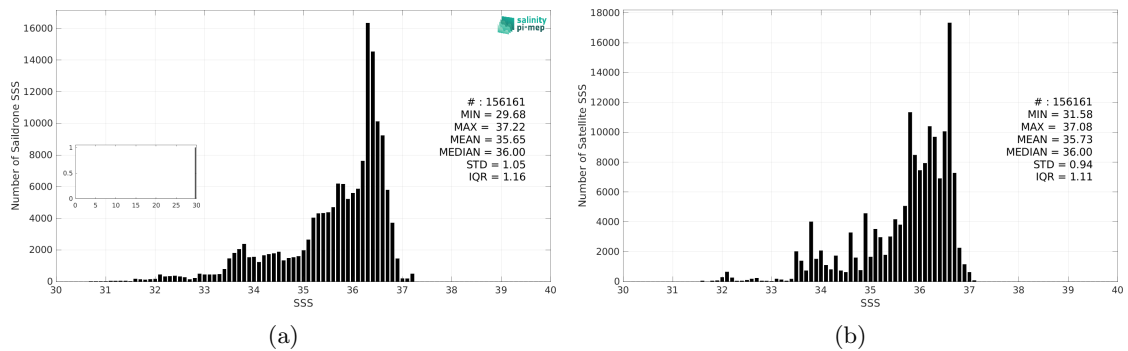 salinity
pi-mep
Number of Saildrone SSS
16000
14000
12000
10000
8000
6000
4000
2000
0
# : 156161
MIN = 29.68
MAX = 37.22
MEAN = 35.65
MEDIAN = 36.00
STD = 1.05
IQR = 1.16
1
0.5
0
0 5 10 15 20 25 30
30 31 32 33 34 35 36 37 38 39 40
SSS
(a)
Number of Satellite SSS
18000
16000
14000
12000
10000
8000
6000
4000
2000
0
# : 156161
MIN = 31.58
MAX = 37.08
MEAN = 35.73
MEDIAN = 36.00
STD = 0.94
IQR = 1.11
30 31 32 33 34 35 36 37 38 39 40
SSS
(b)